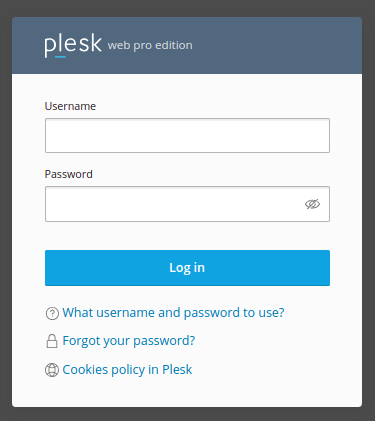 plesk web pro edition
Username
Password
Log in
What username and password to use?
Forgot your password?
Cookies policy in Plesk